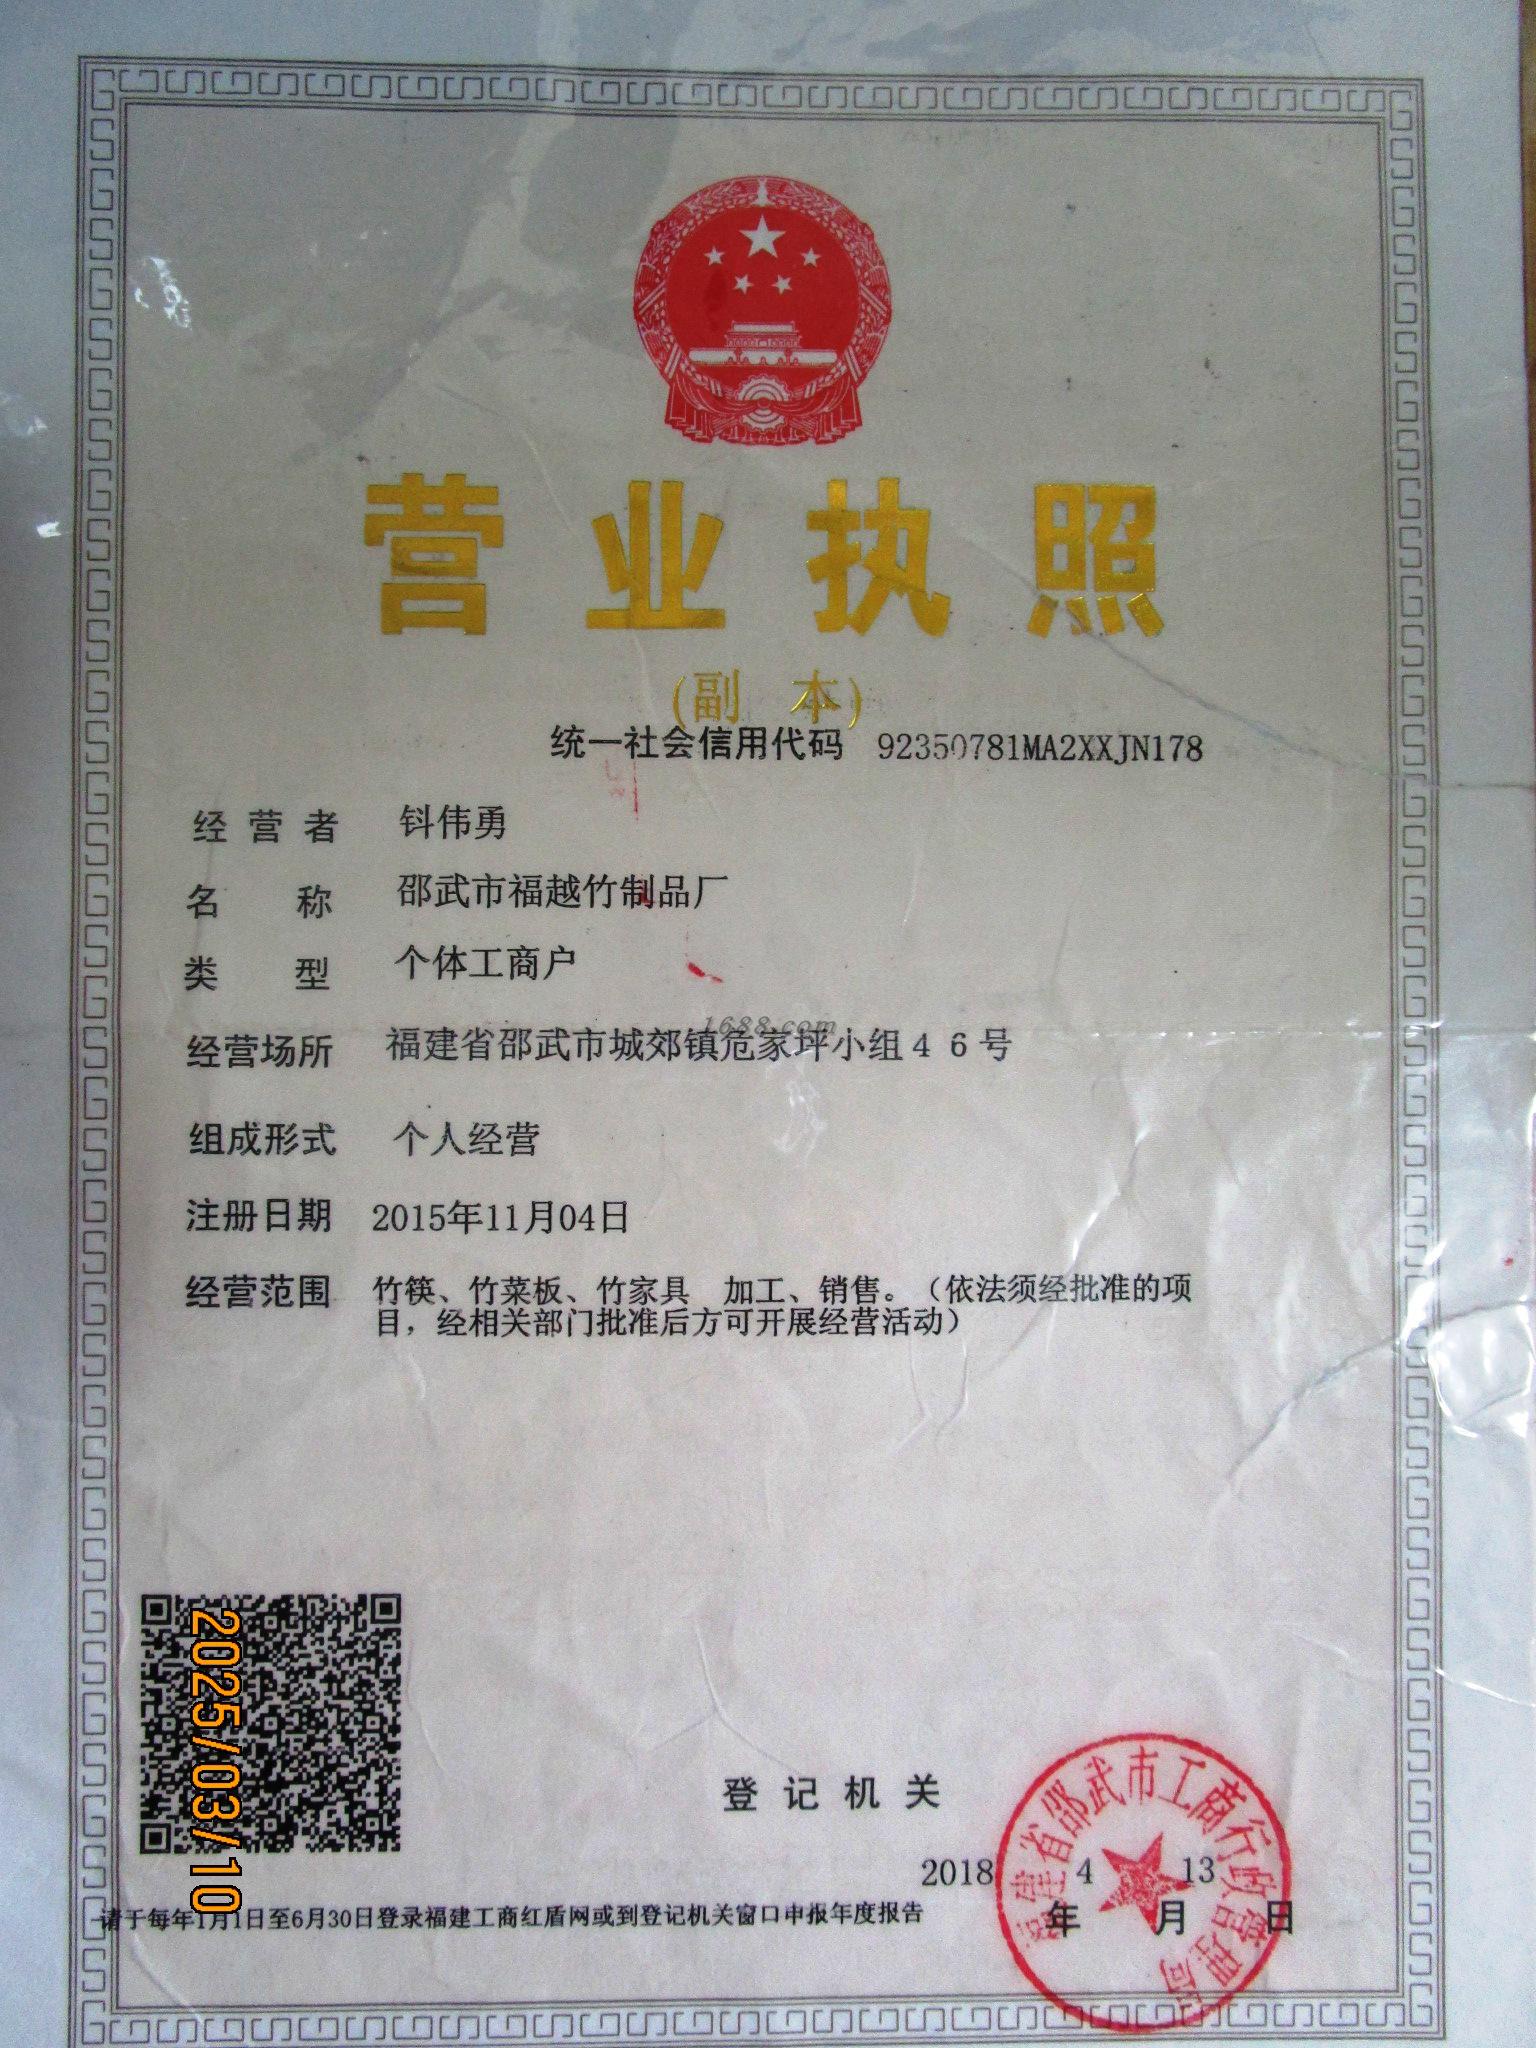 营业执照
(副 本)
统一社会信用代码 92350781MA2XXJN178
经营者 钭伟勇
名 称 邵武市福越竹制品厂
类 型 个体工商户
1688.com
经营场所 福建省邵武市城郊镇危家坪小组46号
组成形式 个人经营
注册日期 2015年11月04日
经营范围 竹筷、竹菜板、竹家具 加工、销售。（依法须经批准的项
目，经相关部门批准后方可开展经营活动）
2025/03/10
登记机关
福建省邵武市工商行政管理局
2018 4 13
年 月 日
请于每年1月1日至6月30日登录福建工商红盾网或到登记机关窗口申报年度报告